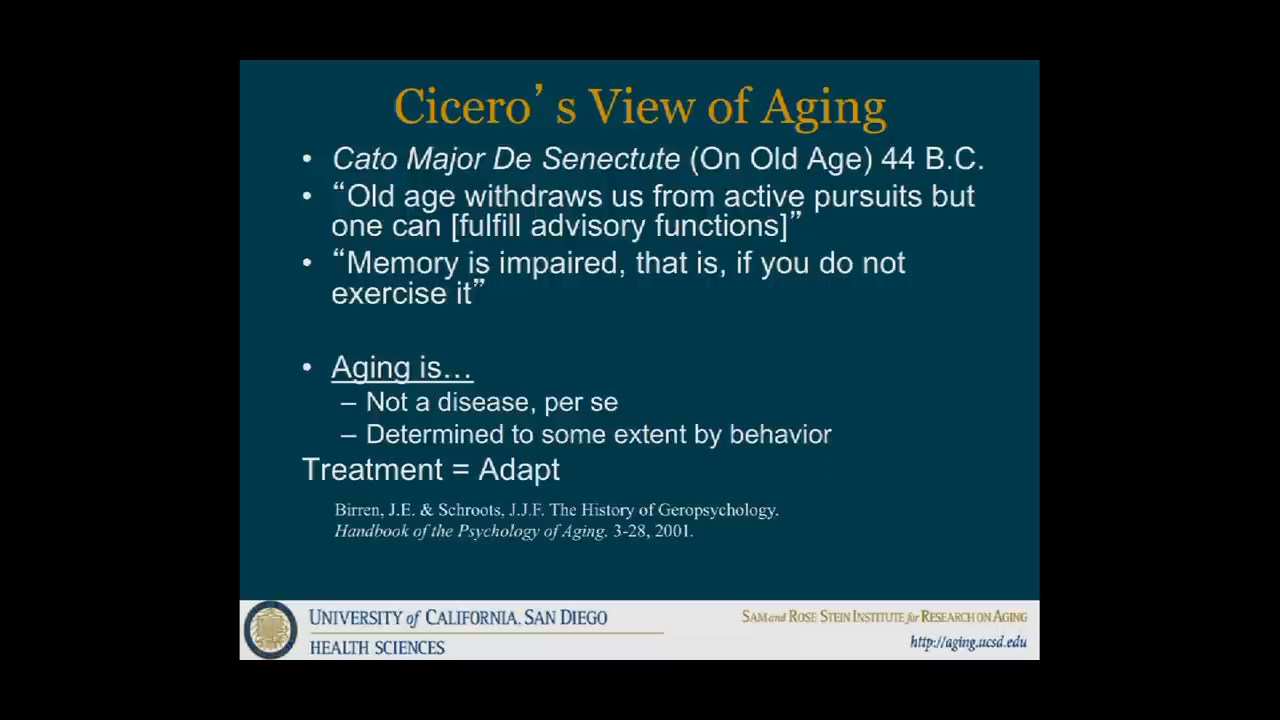 Cicero’s View of Aging
• Cato Major De Senectute (On Old Age) 44 B.C.
• “Old age withdraws us from active pursuits but
one can [fulfill advisory functions]”
• “Memory is impaired, that is, if you do not
exercise it”
• Aging is…
– Not a disease, per se
– Determined to some extent by behavior
Treatment = Adapt
Birren, J.E. & Schroots, J.J.F. The History of Geropsychology.
Handbook of the Psychology of Aging. 3-28, 2001.
UNIVERSITY of CALIFORNIA, SAN DIEGO
HEALTH SCIENCES
SAM and ROSE STEIN INSTITUTE for RESEARCH ON AGING
http://aging.ucsd.edu